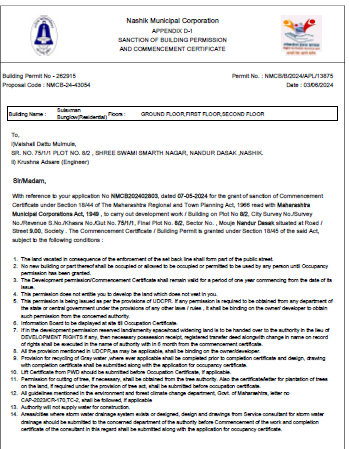 Nashik Municipal Corporation
APPENDIX D-1
SANCTION OF BUILDING PERMISSION
AND COMMENCEMENT CERTIFICATE
Building Permit No - 262915
Permit No. : NMCB/B/2024/APL/13875
Proposal Code : NMCB-24-43054
Date : 03/06/2024
Building Name : Sulaxman Bunglow(Residential) Floors : GROUND FLOOR,FIRST FLOOR,SECOND FLOOR
To,
i)Vaishali Dattu Mulmule,
SR. NO. 75/1/1 PLOT NO. 8/2 , SHREE SWAMI SMARTH NAGAR, NANDUR DASAK ,NASHIK.
ii) Krushna Adsare (Engineer)
Sir/Madam,
With reference to your application No NMCB202402803, dated 07-05-2024 for the grant of sanction of Commencement
Certificate under Section 18/44 of The Maharashtra Regional and Town Planning Act, 1966 read with Maharashtra
Municipal Corporations Act, 1949 , to carry out development work / Building on Plot No 8/2, City Survey No./Survey
No./Revenue S.No./Khasra No./Gut No. 75/1/1, Final Plot No. 8/2, Sector No. , Mouje Nandur Dasak situated at Road /
Street 9.00, Society . The Commencement Certificate / Building Permit is granted under Section 18/45 of the said Act,
subject to the following conditions :
1. The land vacated in consequence of the enforcement of the set back line shall form part of the public street.
2. No new building or part thereof shall be occupied or allowed to be occupied or permitted to be used by any person until Occupancy
permission has been granted.
3. The Development permission/Commencement Certificate shall remain valid for a period of one year commencing from the date of its
issue.
4. This permission does not entitle you to develop the land which does not vest in you.
5. This permission is being issued as per the provisions of UDCPR. If any permission is required to be obtained from any department of
the state or central government under the provisions of any other laws / rules , it shall be binding on the owner/ developer to obtain
such permission from the concerned authority.
6. Information Board to be displayed at site till Occupation Certificate.
7. If in the development permission reserved land/amenity space/road widening land is to be handed over to the authority in the lieu of
DEVELOPMENT RIGHTS if any, then necessary possession receipt, registered transfer deed alongwith change in name on record
of rights shall be executed in the name of authority with in 6 month from the commencement certificate.
8. All the provision mentioned in UDCPR,as may be applicable, shall be binding on the owner/developer.
9. Provision for recycling of Gray water ,where ever applicable shall be completed prior to completion certificate and design, drawing
with completion certificate shall be submitted along with the application for occupancy certificate.
10. Lift Certificate from PWD should be submitted before Occupation Certificate, if applicable.
11. Permission for cutting of tree, if necessary, shall be obtained from the tree authority. Also the certificate/letter for plantation of trees
on the land, if required under the provision of tree act, shall be submitted before occupation certificate.
12. All guidelines mentioned in the environment and forest climate change department, Govt. of Maharashtra, letter no
CAP-2023/CR-170,TC-2, shall be followed, if applicable
13. Authority will not supply water for construction.
14. Areas/cities where storm water drainage system exists or designed, design and drawings from Service consultant for storm water
drainage should be submitted to the concerned department of the authority before Commencement of the work and completion
certificate of the consultant in this regard shall be submitted along with the application for occupancy certificate.